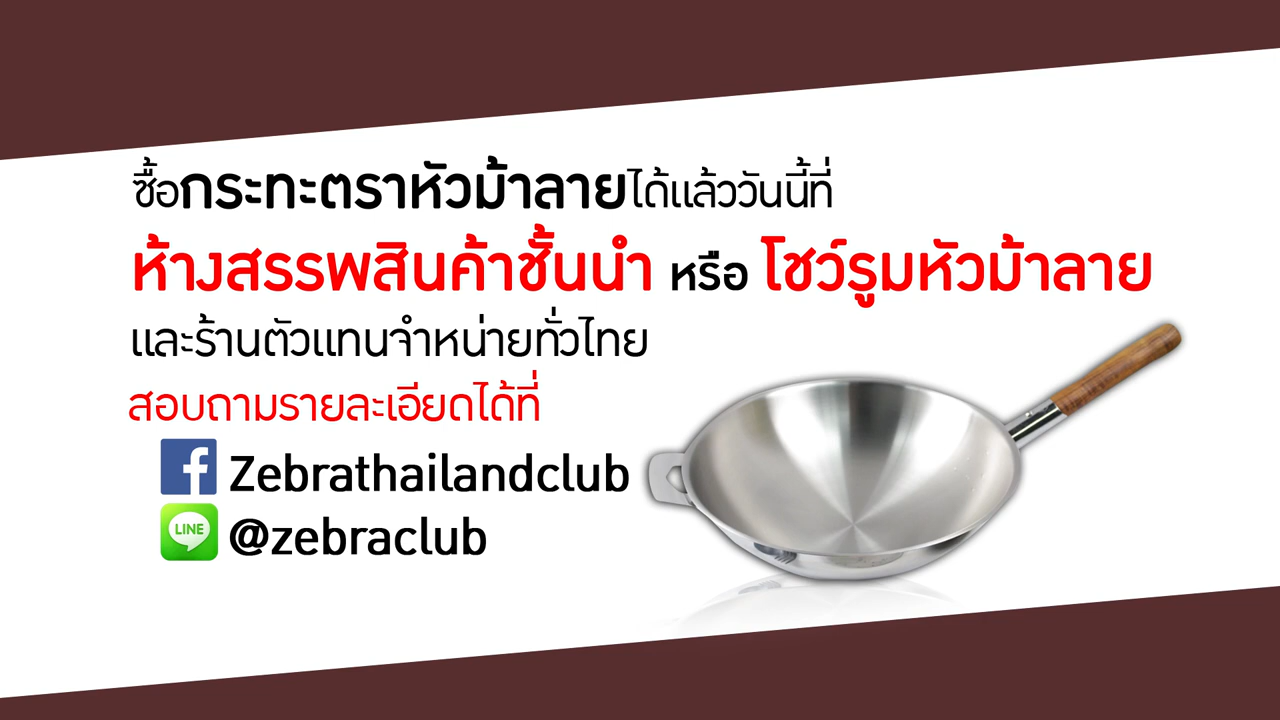 ซื้อกระทะตราหัวม้าลายได้แล้ววันนี้ที่
ห้างสรรพสินค้าชั้นนำ หรือ โชว์รูมหัวม้าลาย
และร้านตัวแทนจำหน่ายทั่วไทย
สอบถามรายละเอียดได้ที่
f Zebrathailandclub
LINE @zebraclub